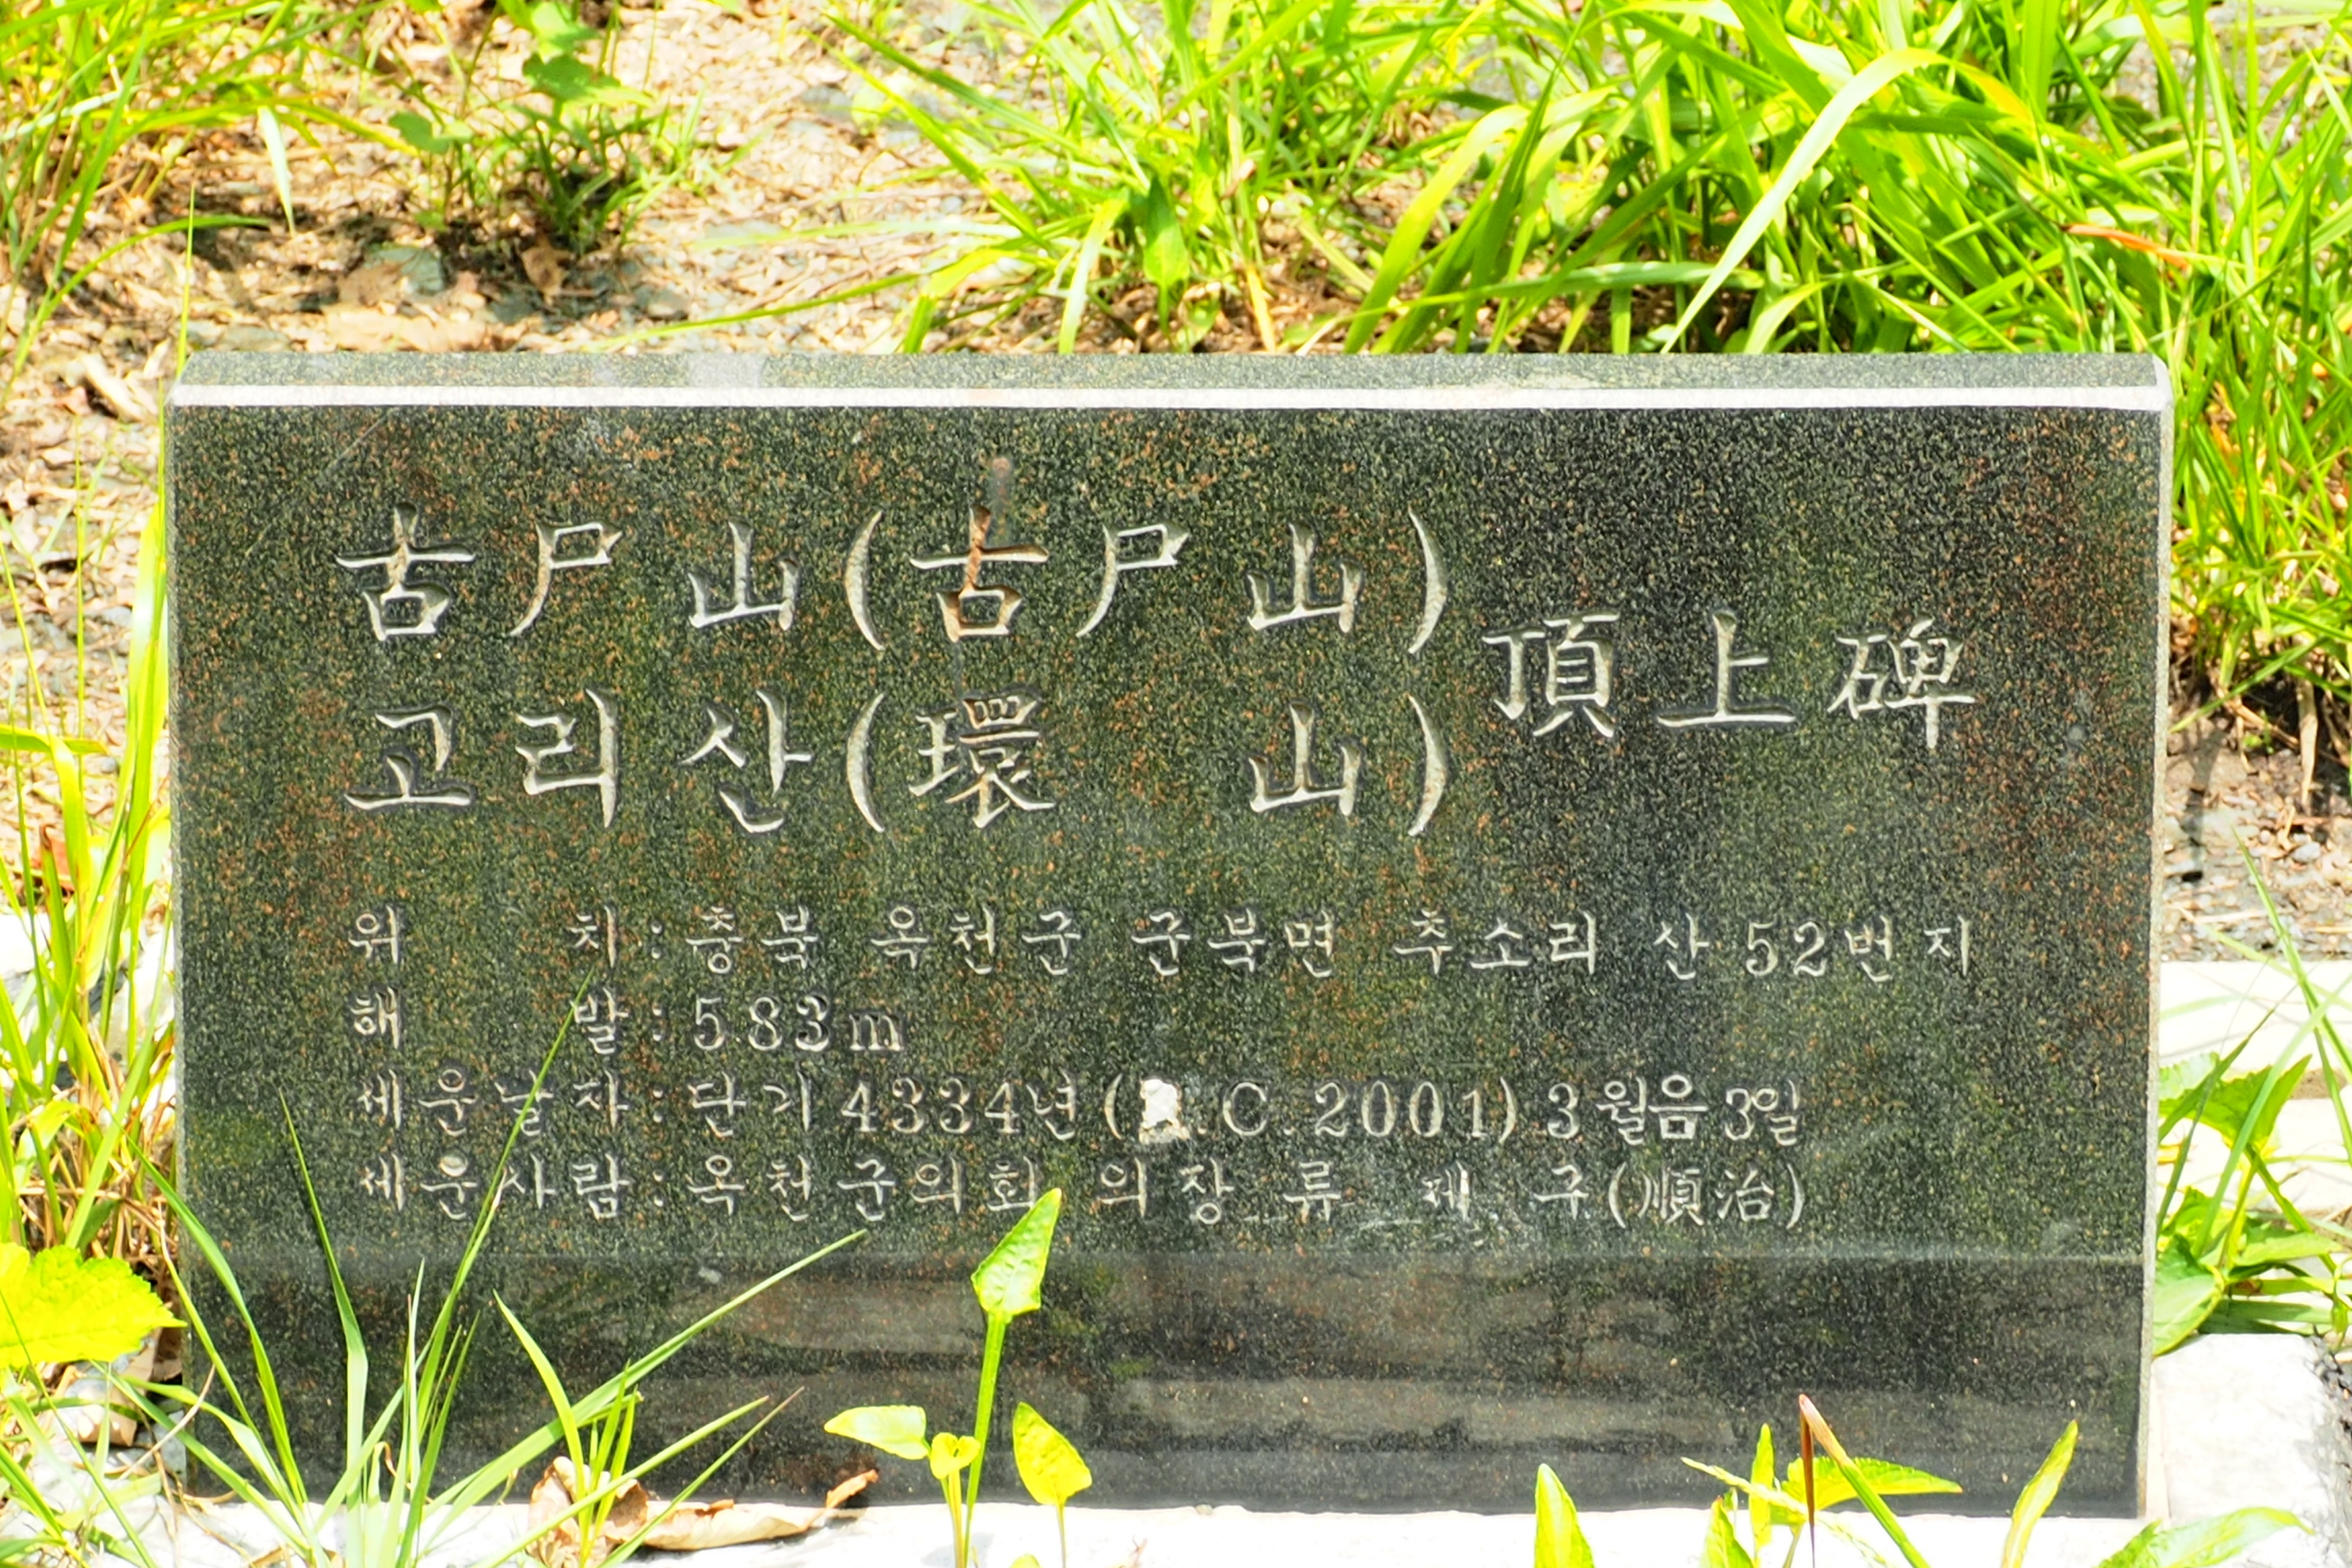 古尸山(古尸山)
고리산(環山)
頂上碑
위 치: 충북 옥천군 군북면 추소리 산 52번지
해 발: 583m
세운날자: 단기 4334년 ( .C. 2001) 3월음3일
세운사람: 옥천군의회 의장 류 제 구(順治)